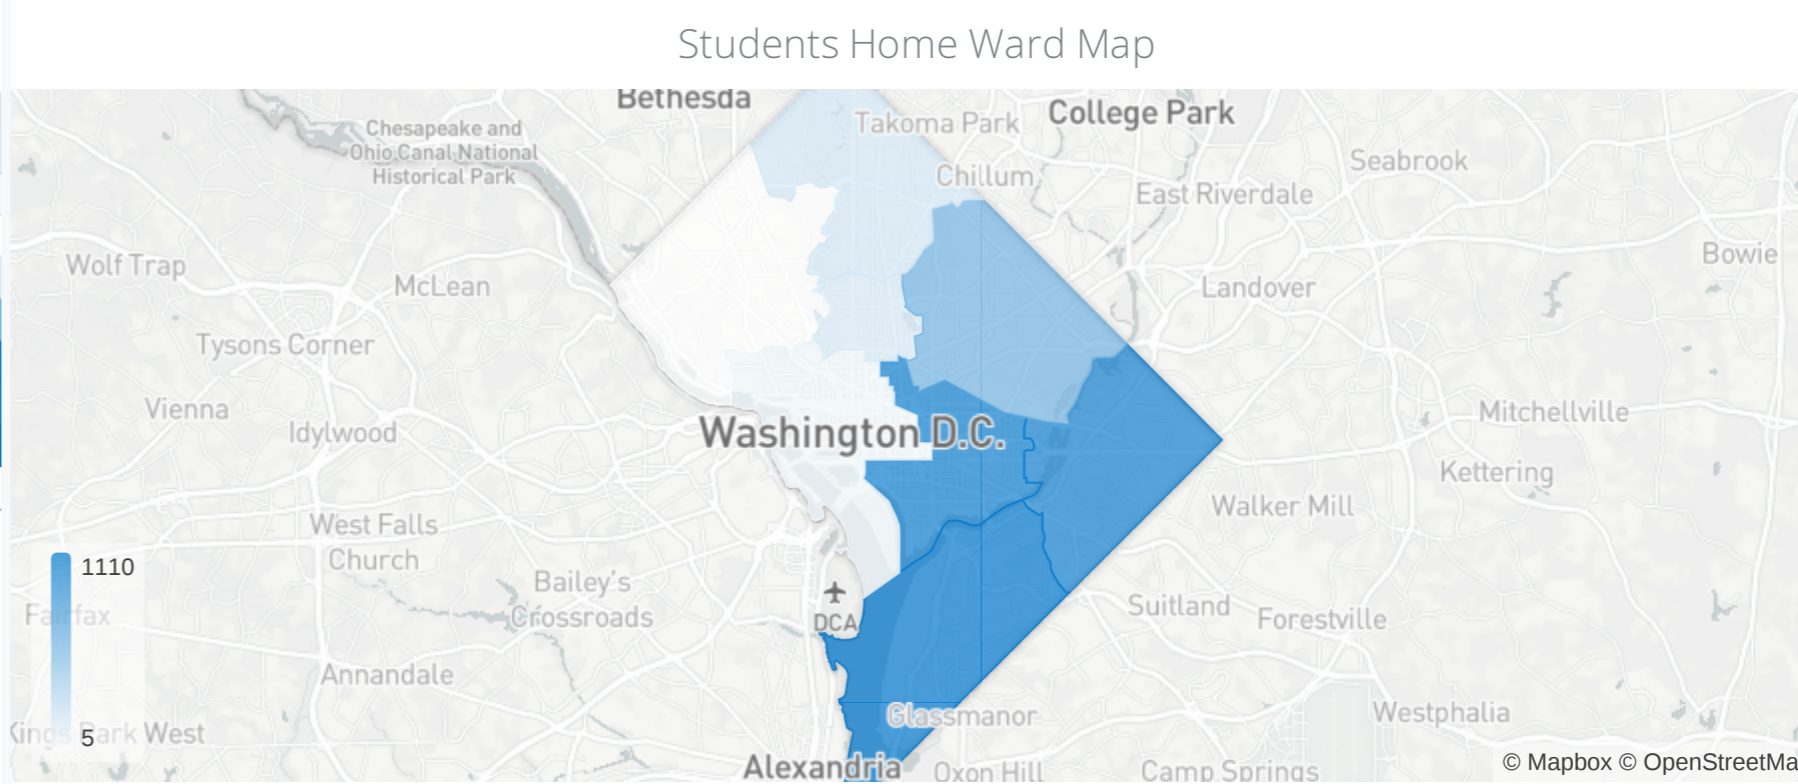 Students Home Ward Map
Bethesda
College Park
Takoma Park
Chesapeake and
Ohio Canal National
Historical Park
Seabrook
Chillum
East Riverdale
Bowie
Wolf Trap
McLean
Landover
Tysons Corner
Vienna
Idylwood
Mitchellville
Washington D.C.
Kettering
Walker Mill
West Falls
Church
1110
Bailey's
Crossroads
Fairfax
DCA
Suitland
Forestville
Annandale
Glassmanor
Westphalia
Kings Park West
5
Alexandria
Oxon Hill
Camp Springs
© Mapbox © OpenStreetMa